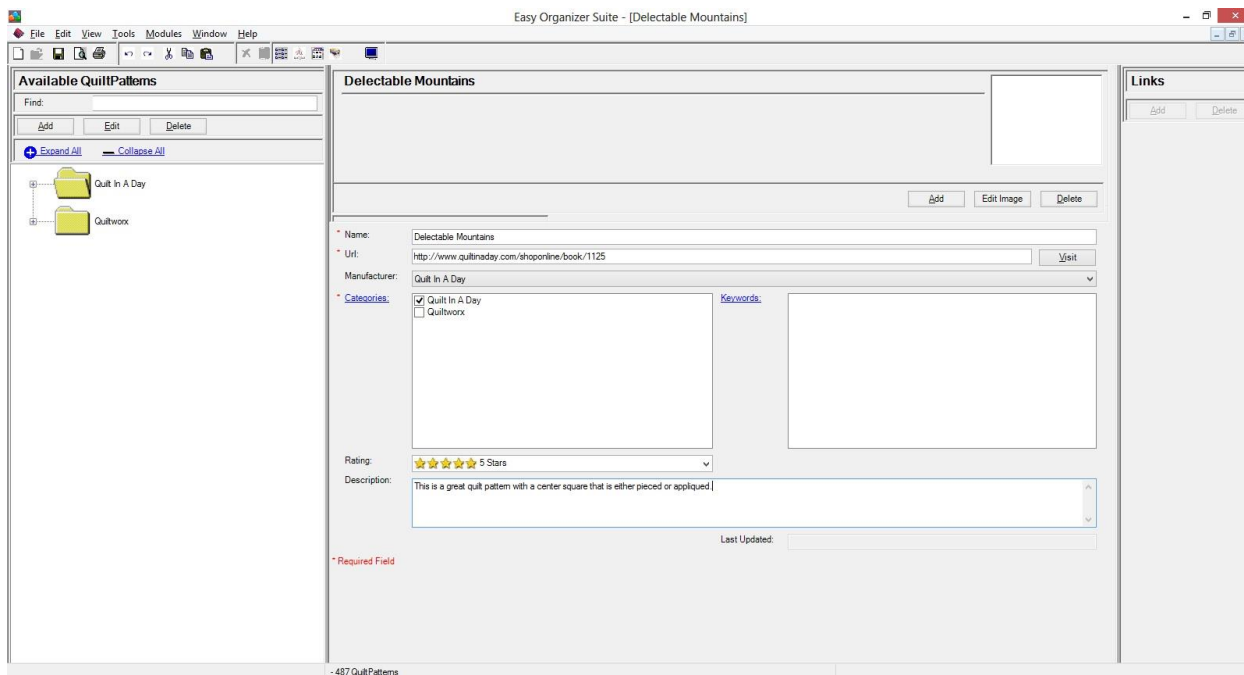 Easy Organizer Suite - [Delectable Mountains]
File Edit View Tools Modules Window Help
Available QuiltPatterns
Find:
Add Edit Delete
Expand All Collapse All
Quilt In A Day
Quiltworx
Delectable Mountains
Add Edit Image Delete
* Name: Delectable Mountains
* Url: http://www.quiltinaday.com/shoponline/book/1125 Visit
Manufacturer: Quilt In A Day
* Categories: Quilt In A Day
Quiltworx
Keywords:
Rating: 5 Stars
Description: This is a great quilt pattern with a center square that is either pieced or appliqued.
Last Updated:
* Required Field
Links
Add Delete
- 487 QuiltPatterns